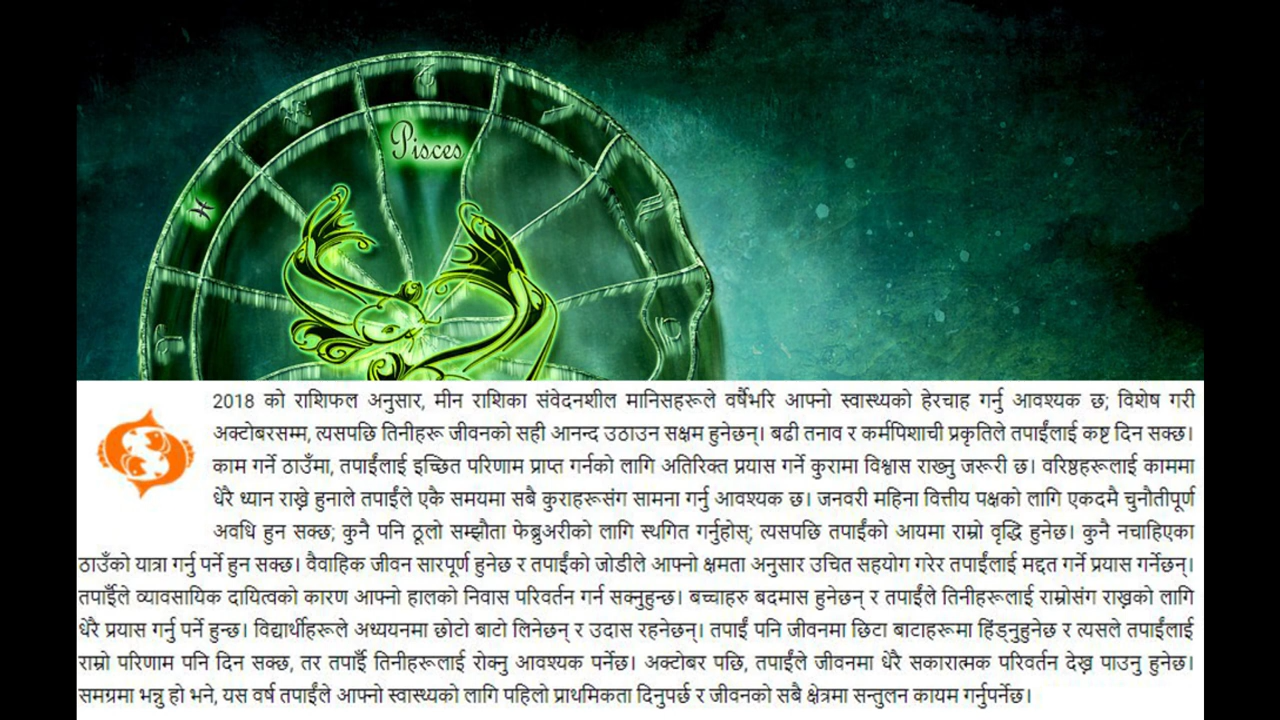 Pisces
2018 को राशिफल अनुसार, मीन राशिका संवेदनशील मानिसहरूले वर्षैभरि आफ्नो स्वास्थ्यको हेरचाह गर्नु आवश्यक छ; विशेष गरी
अक्टोबरसम्म, त्यसपछि तिनीहरू जीवनको सही आनन्द उठाउन सक्षम हुनेछन्। बढी तनाव र कर्मपिशाची प्रकृतिले तपाईंलाई कष्ट दिन सक्छ।
काम गर्ने ठाउँमा, तपाईंलाई इच्छित परिणाम प्राप्त गर्नको लागि अतिरिक्त प्रयास गर्ने कुरामा विश्वास राख्नु जरूरी छ। वरिष्ठहरूलाई काममा
धेरै ध्यान राख्ने हुनाले तपाईंले एकै समयमा सबै कुराहरूसंग सामना गर्नु आवश्यक छ। जनवरी महिना वित्तीय पक्षको लागि एकदमै चुनौतीपूर्ण
अवधि हुन सक्छ; कुनै पनि ठूलो सम्झौता फेब्रुअरीको लागि स्थगित गर्नुहोस्; त्यसपछि तपाईंको आयमा राम्रो वृद्धि हुनेछ। कुनै नचाहिएका
ठाउँको यात्रा गर्नु पर्ने हुन सक्छ। वैवाहिक जीवन सारपूर्ण हुनेछ र तपाईंको जोडीले आफ्नो क्षमता अनुसार उचित सहयोग गरेर तपाईंलाई मद्दत गर्ने प्रयास गर्नेछन्।
तपाईंले व्यावसायिक दायित्वको कारण आफ्नो हालको निवास परिवर्तन गर्न सक्नुहुन्छ। बच्चाहरु बदमास हुनेछन् र तपाईंले तिनीहरूलाई राम्रोसंग राख्नको लागि
धेरै प्रयास गर्नु पर्ने हुन्छ। विद्यार्थीहरूले अध्ययनमा छोटो बाटो लिनेछन् र उदास रहनेछन्। तपाईं पनि जीवनमा छिटा बाटाहरूमा हिंड्नुहुनेछ र त्यसले तपाईंलाई
राम्रो परिणाम पनि दिन सक्छ, तर तपाईं तिनीहरूलाई रोक्नु आवश्यक पर्नेछ। अक्टोबर पछि, तपाईंले जीवनमा धेरै सकारात्मक परिवर्तन देख्न पाउनु हुनेछ।
समग्रमा भन्नु हो भने, यस वर्ष तपाईंले आफ्नो स्वास्थ्यको लागि पहिलो प्राथमिकता दिनुपर्छ र जीवनको सबै क्षेत्रमा सन्तुलन कायम गर्नुपर्नेछ।